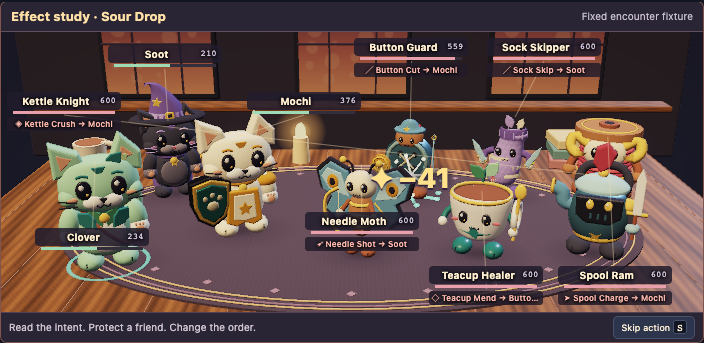 Effect study · Sour Drop
Fixed encounter fixture
Soot 210
Button Guard 559
Button Cut → Mochi
Sock Skipper 600
Sock Skip → Soot
Kettle Knight 600
Kettle Crush → Mochi
Mochi 376
−41
Needle Moth 600
Needle Shot → Soot
Clover 234
Teacup Healer 600
Teacup Mend → Butto...
Spool Ram 600
Spool Charge → Mochi
Read the intent. Protect a friend. Change the order.
Skip action S